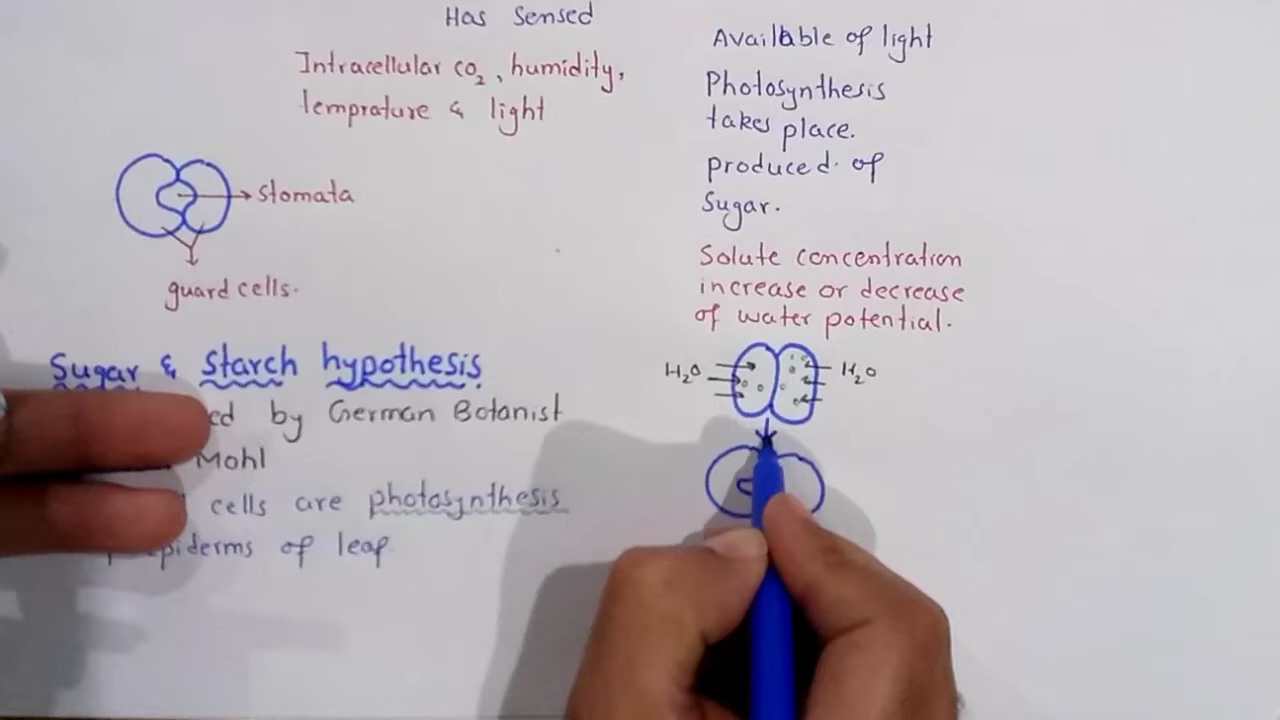 Has Sensed
Intracellular CO2, humidity,
temprature & light
stomata
guard cells.
Sugar & Starch hypothesis
ed by German Botanist
Mohl
cells are photosynthesis
epiderms of leaf
Available of light
Photosynthesis
takes place.
produced of
Sugar.
Solute concentration
increase or decrease
of water potential.
H2O
H2O